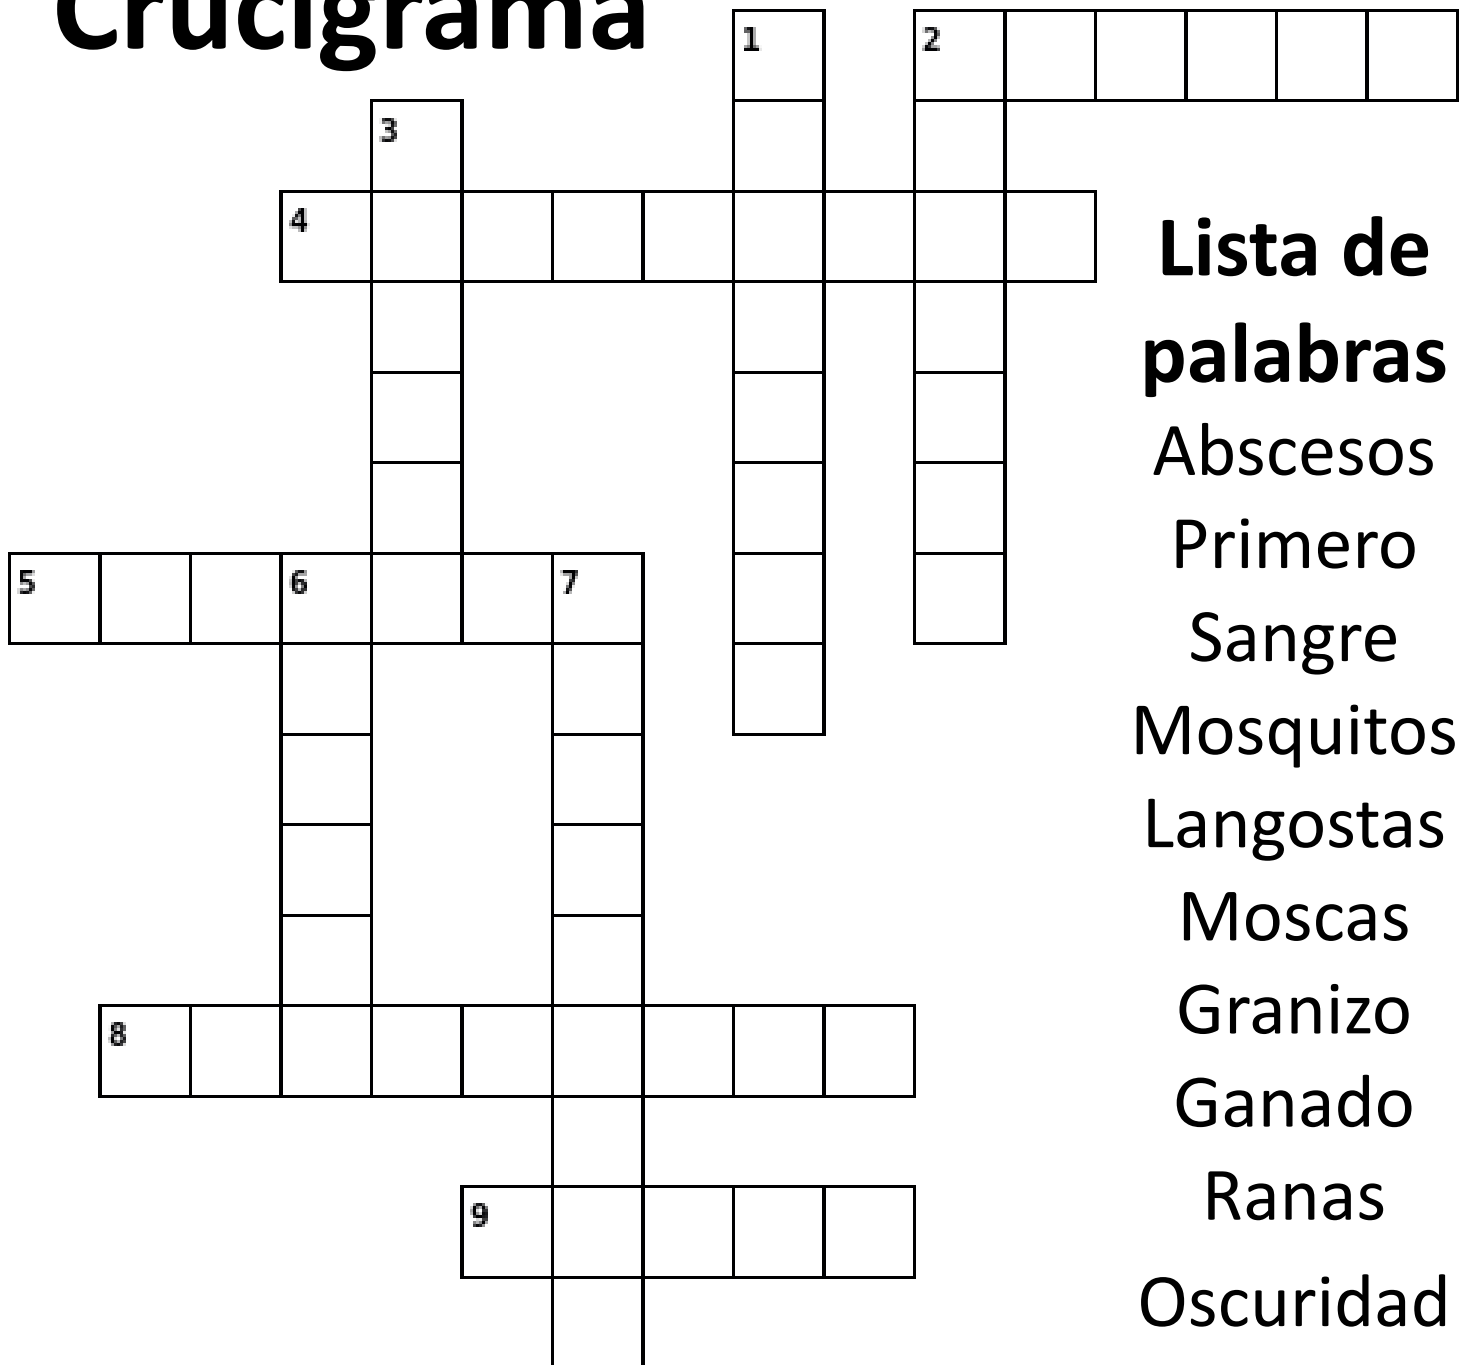 Crucigrama
1
2
3
4
Lista de
palabras
Abscesos
Primero
Sangre
5
6
7
Mosquitos
Langostas
Moscas
Granizo
8
Ganado
9
Ranas
Oscuridad